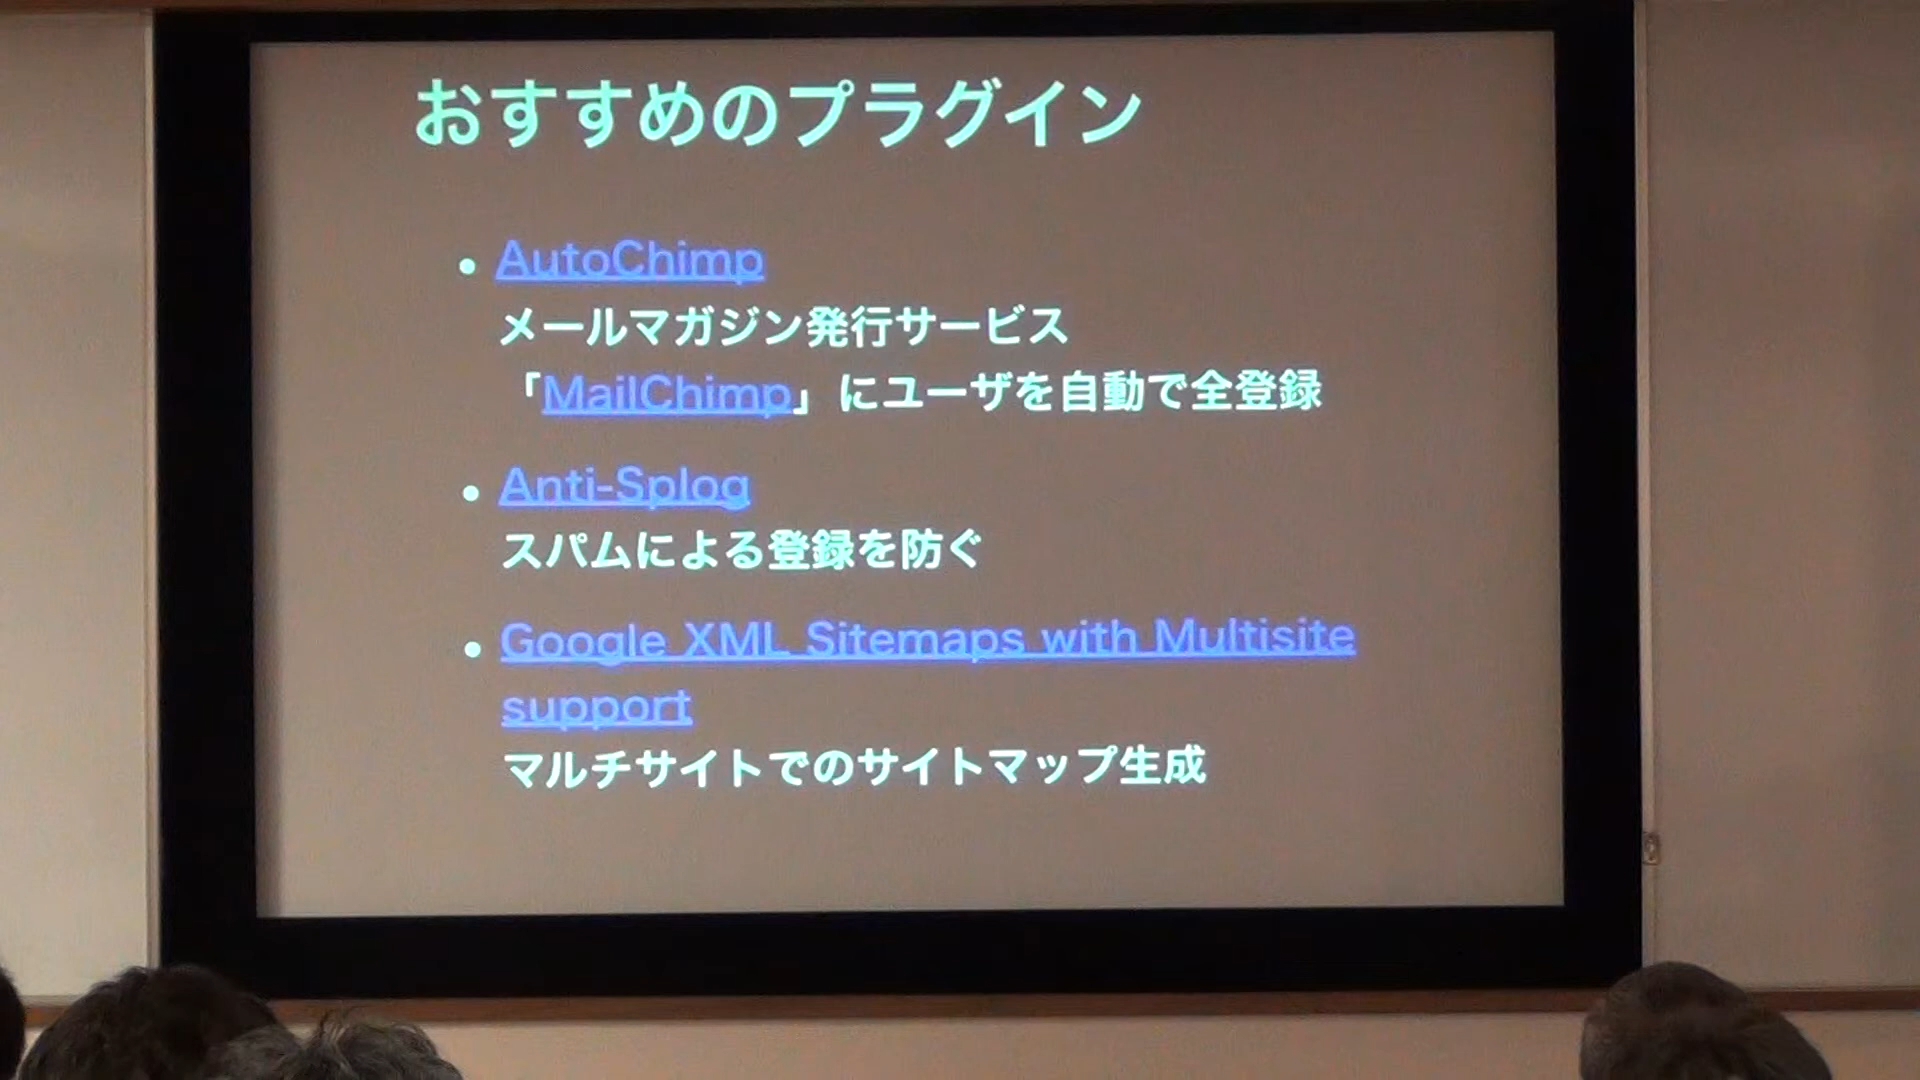 おすすめのプラグイン
• AutoChimp
メールマガジン発行サービス
「MailChimp」にユーザを自動で全登録
• Anti-Splog
スパムによる登録を防ぐ
• Google XML Sitemaps with Multisite
support
マルチサイトでのサイトマップ生成